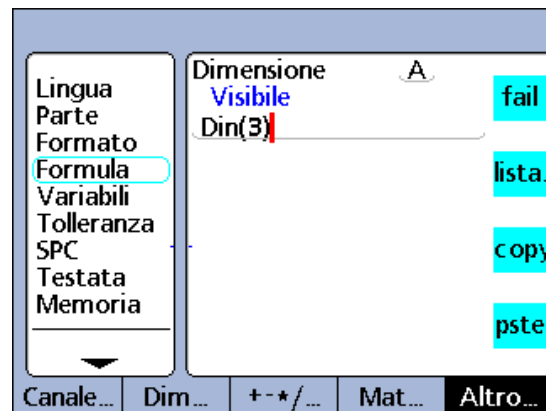 Lingua
Parte
Formato
Formula
Variabili
Tolleranza
SPC
Testata
Memoria
Dimensione A
Visibile
Din(3)
fail
lista.
copy
pste
Canale... Dim... +-*/... Mat... Altro...